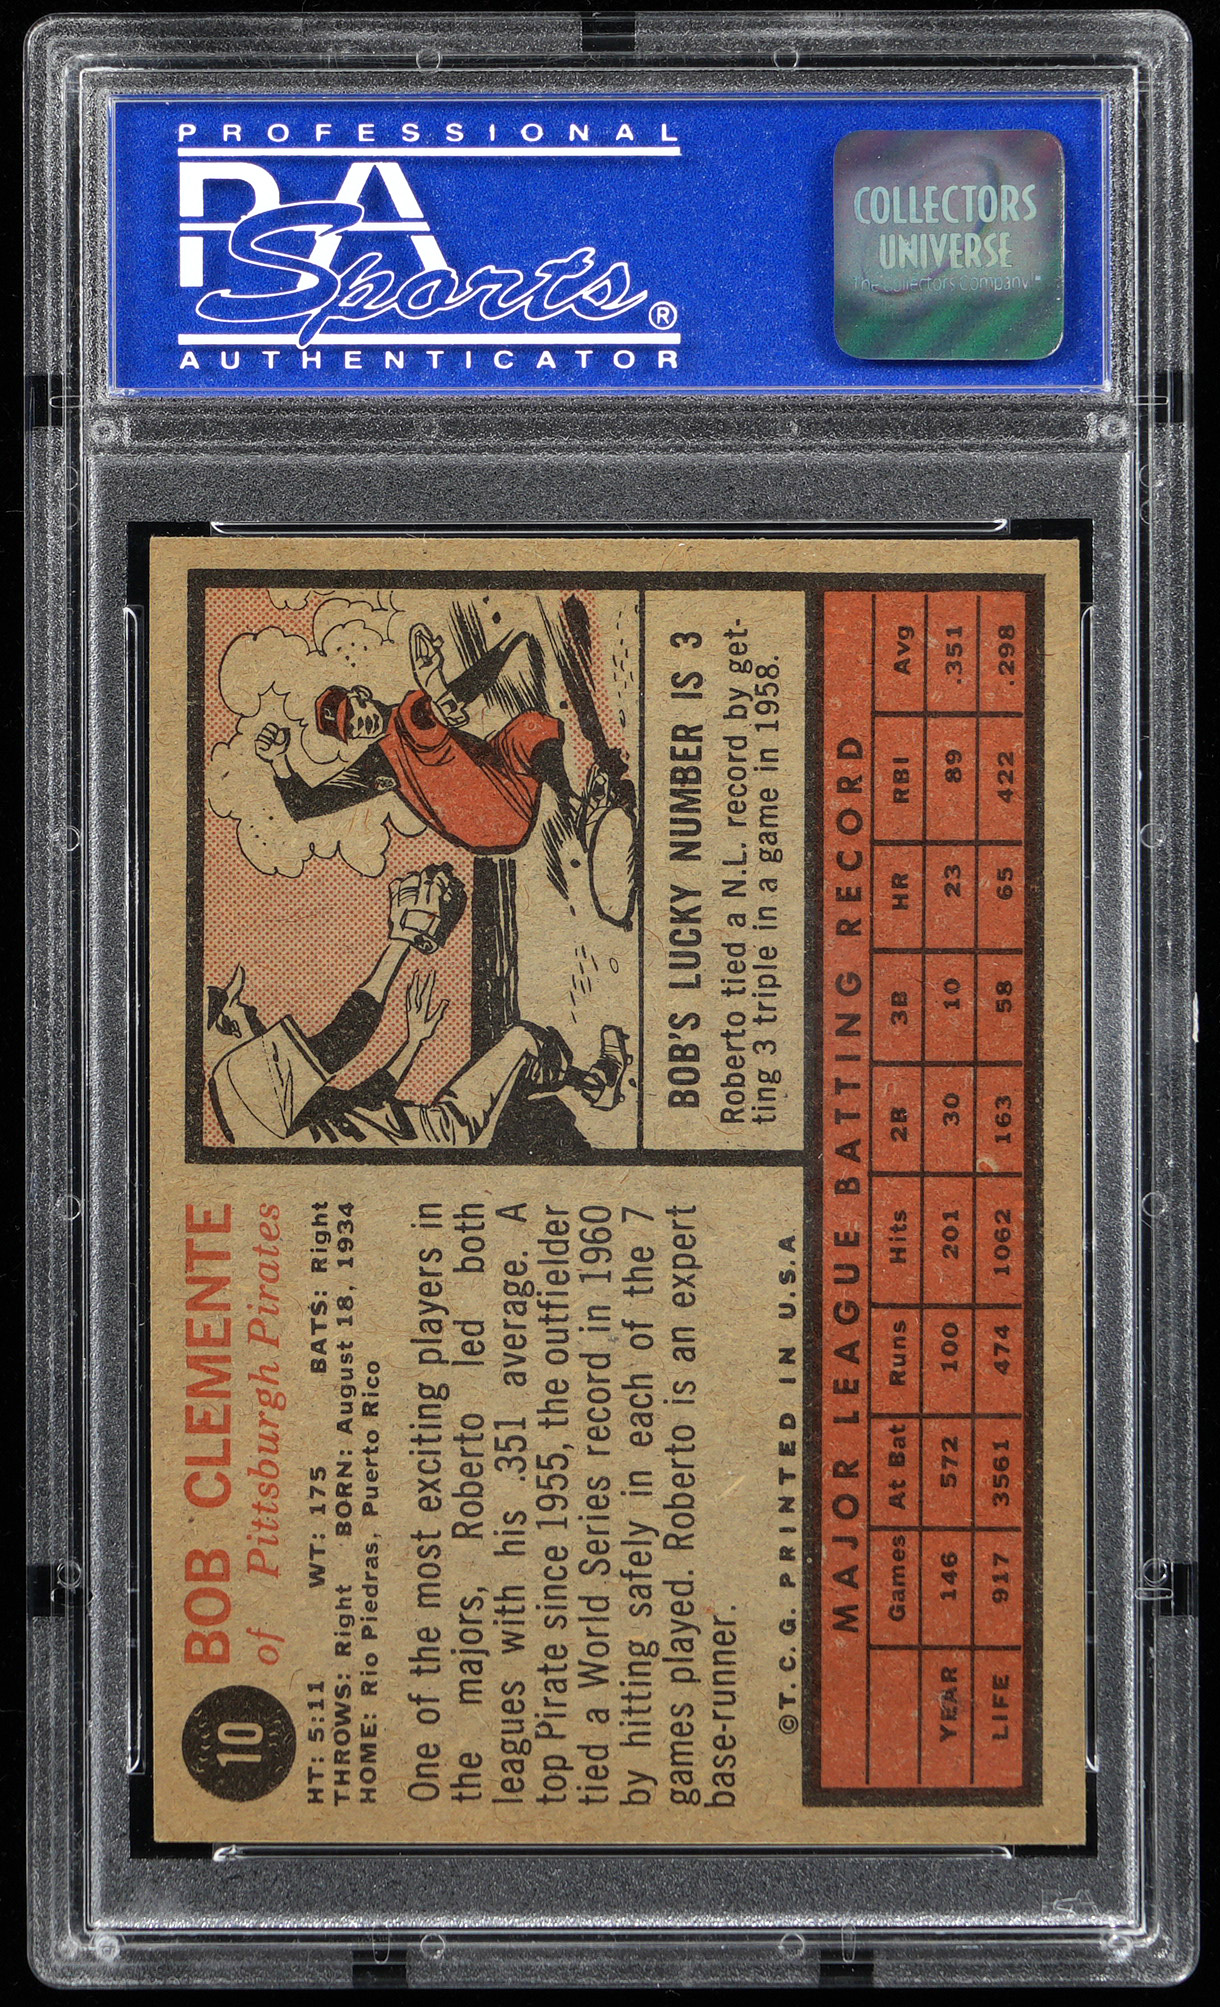 PROFESSIONAL
PSA
Sports®
AUTHENTICATOR
COLLECTORS
UNIVERSE
The Collectors Company™
10
BOB CLEMENTE
of Pittsburgh Pirates
HT: 5:11 WT: 175 BATS: Right
THROWS: Right BORN: August 18, 1934
HOME: Rio Piedras, Puerto Rico
One of the most exciting players in
the majors, Roberto led both
leagues with his .351 average. A
top Pirate since 1955, the outfielder
tied a World Series record in 1960
by hitting safely in each of the 7
games played. Roberto is an expert
base-runner.
©T.C.G. PRINTED IN U.S.A.
P
BOB'S LUCKY NUMBER IS 3
Roberto tied a N.L. record by get-
ting 3 triple in a game in 1958.
MAJOR LEAGUE BATTING RECORD
Games At Bat Runs Hits 2B 3B HR RBI Avg
YEAR 146 572 100 201 30 10 23 89 .351
LIFE 917 3561 474 1062 163 58 65 422 .298